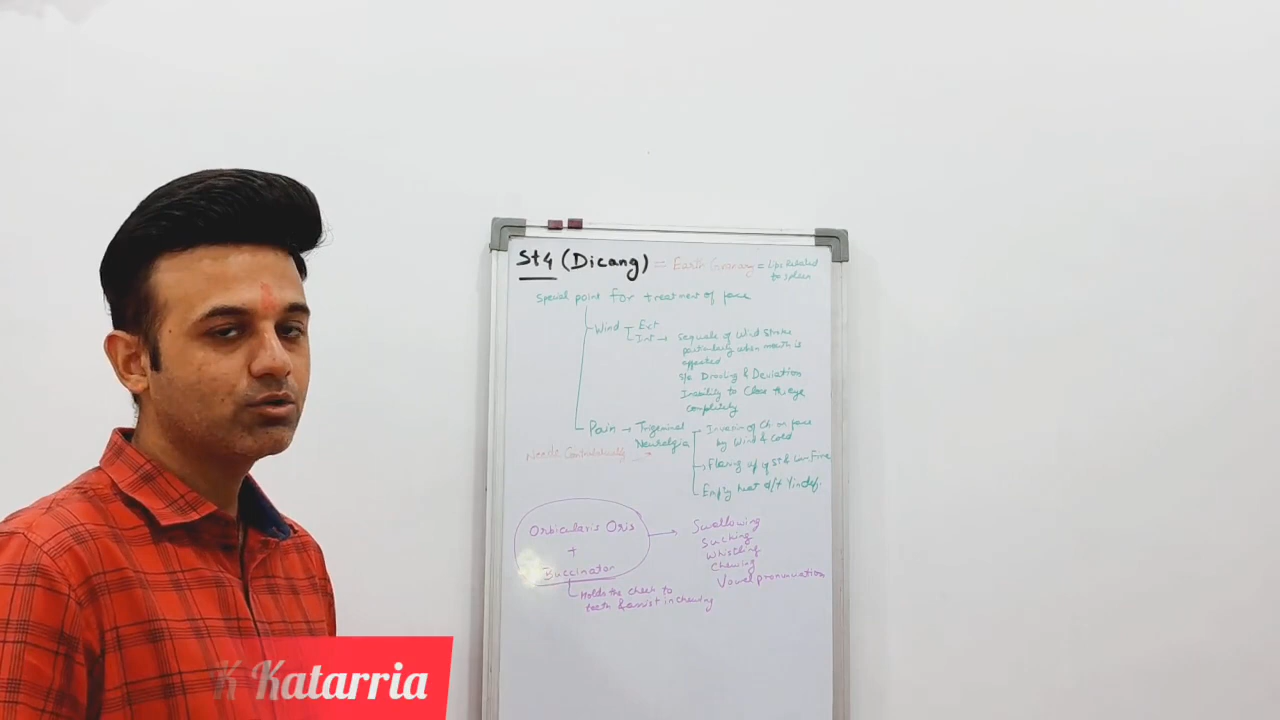 St4 (Dicang) = Earth Granary = Lips Related to spleen
Special point for treatment of face
Wind
Ext
Int → Sequale of Wind Stroke
particularly when mouth is
affected
S/s Drooling & Deviation
Inability to Close the eye
completely
Pain → Trigeminal
Neuralgia
Invasion of Ch on face
by Wind & Cold
Flaring up of St & Liv-Fire
Empty heat d/t Yin def.
Needle Contralaterally
Orbicularis Oris
+
Buccinator
Holds the cheek to
teeth & assist in chewing
Swallowing
Sucking
Whistling
Chewing
Vowel pronunuation
K Katarria